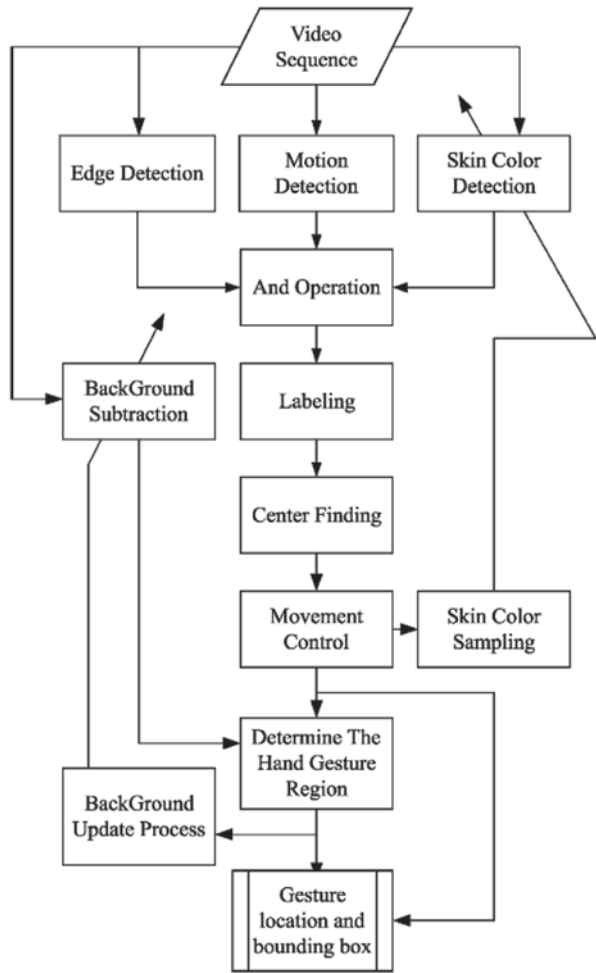 Video
Sequence
Edge Detection
Motion
Detection
Skin Color
Detection
And Operation
BackGround
Subtraction
Labeling
Center Finding
Movement
Control
Skin Color
Sampling
Determine The
Hand Gesture
Region
BackGround
Update Process
Gesture
location and
bounding box